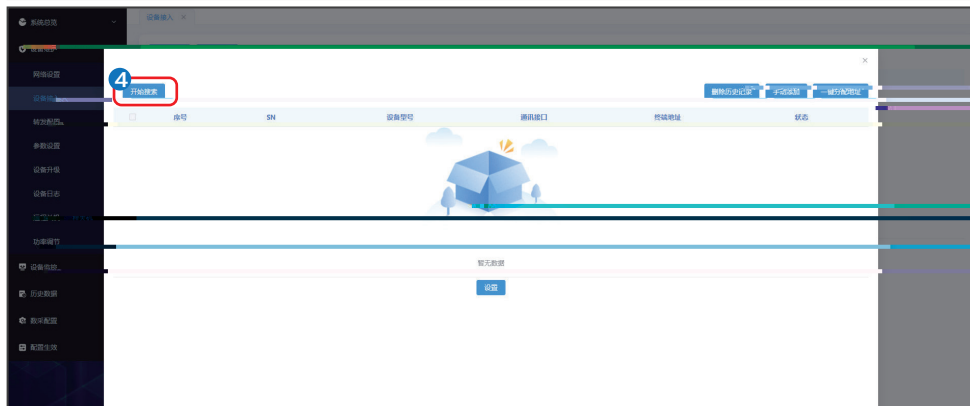 系统总览
设备接入 ×
网络设置
×
4
开始搜索
删除历史记录 手动添加 一键分配地址
序号 SN 设备型号 通讯接口 终端地址 状态
转发配置
参数设置
设备升级
设备日志
功率调节
设备监控
暂无数据
设置
历史数据
数采配置
配置生效